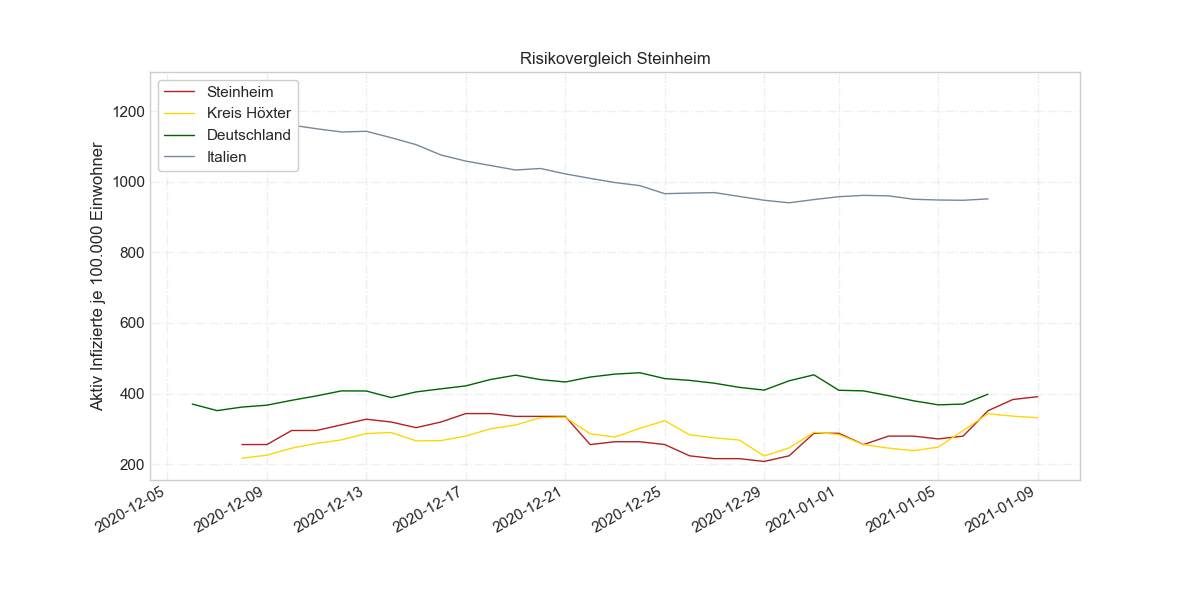 Risikovergleich Steinheim
Steinheim
Kreis Höxter
Deutschland
Italien
Aktiv Infizierte je 100.000 Einwohner
1200
1000
800
600
400
200
2020-12-05
2020-12-09
2020-12-13
2020-12-17
2020-12-21
2020-12-25
2020-12-29
2021-01-01
2021-01-05
2021-01-09